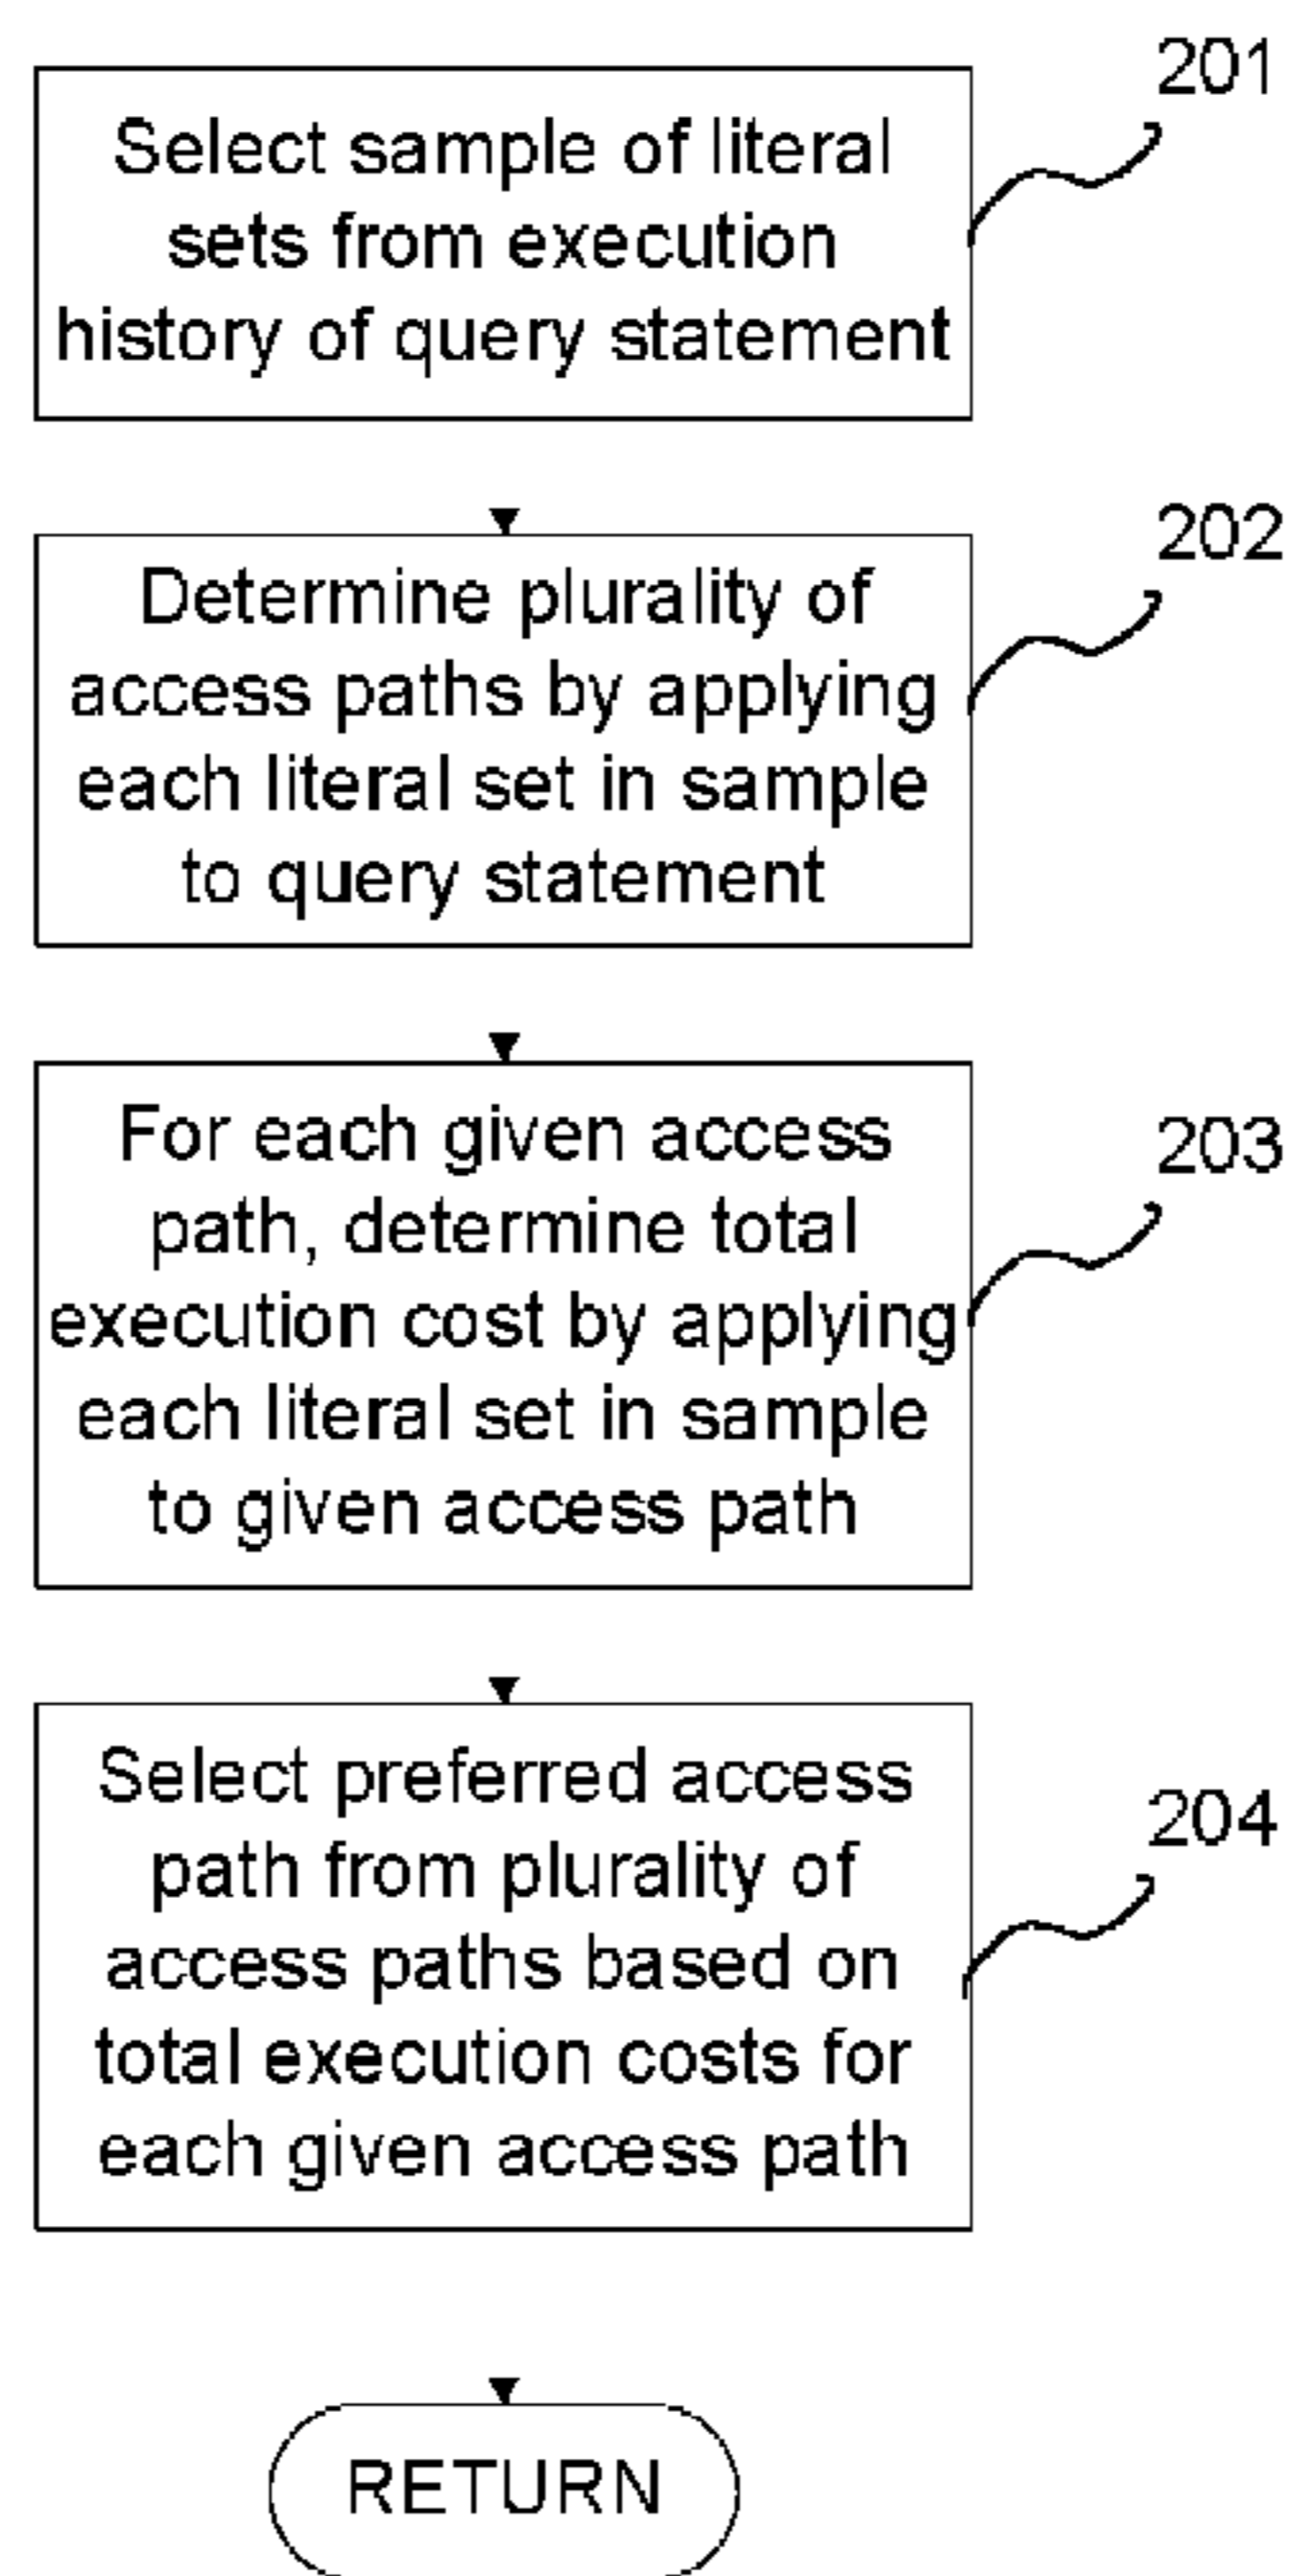 201
Select sample of literal
sets from execution
history of query statement
202
Determine plurality of
access paths by applying
each literal set in sample
to query statement
203
For each given access
path, determine total
execution cost by applying
each literal set in sample
to given access path
204
Select preferred access
path from plurality of
access paths based on
total execution costs for
each given access path
RETURN